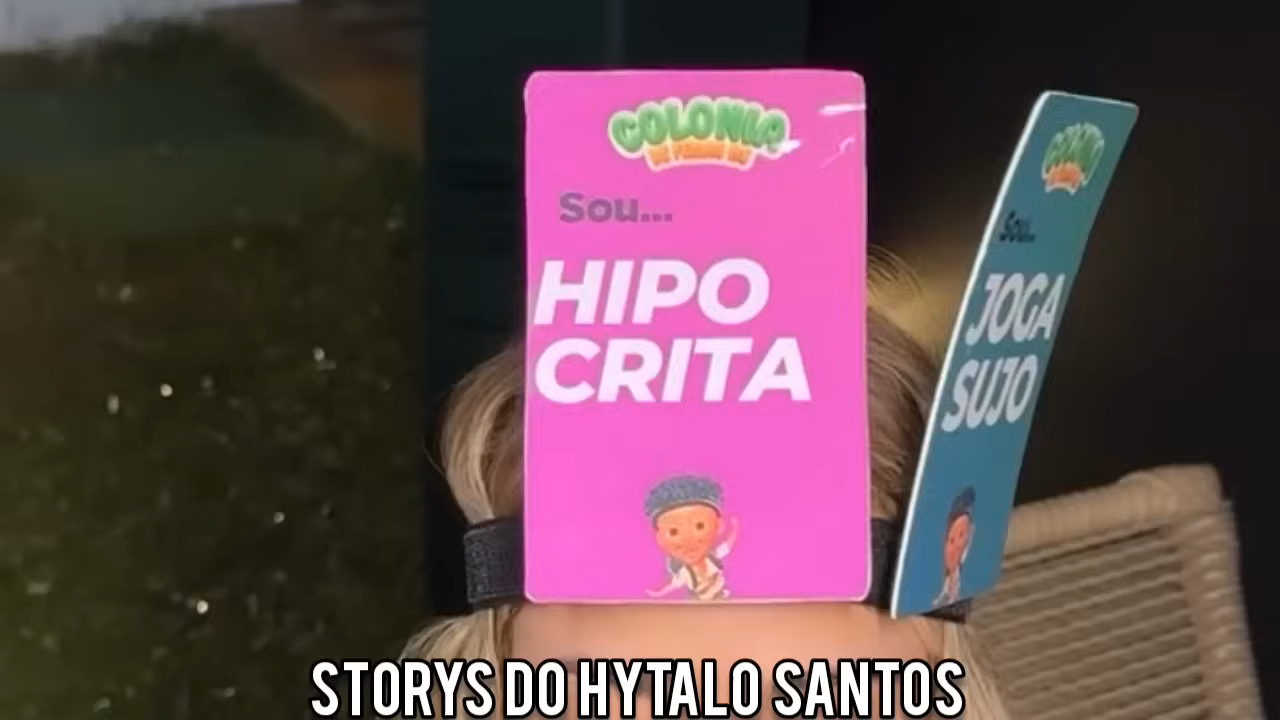 COLONIA
Sou...
HIPO
CRITA
Sou...
JOGA
SUJO
STORYS DO HYTALO SANTOS